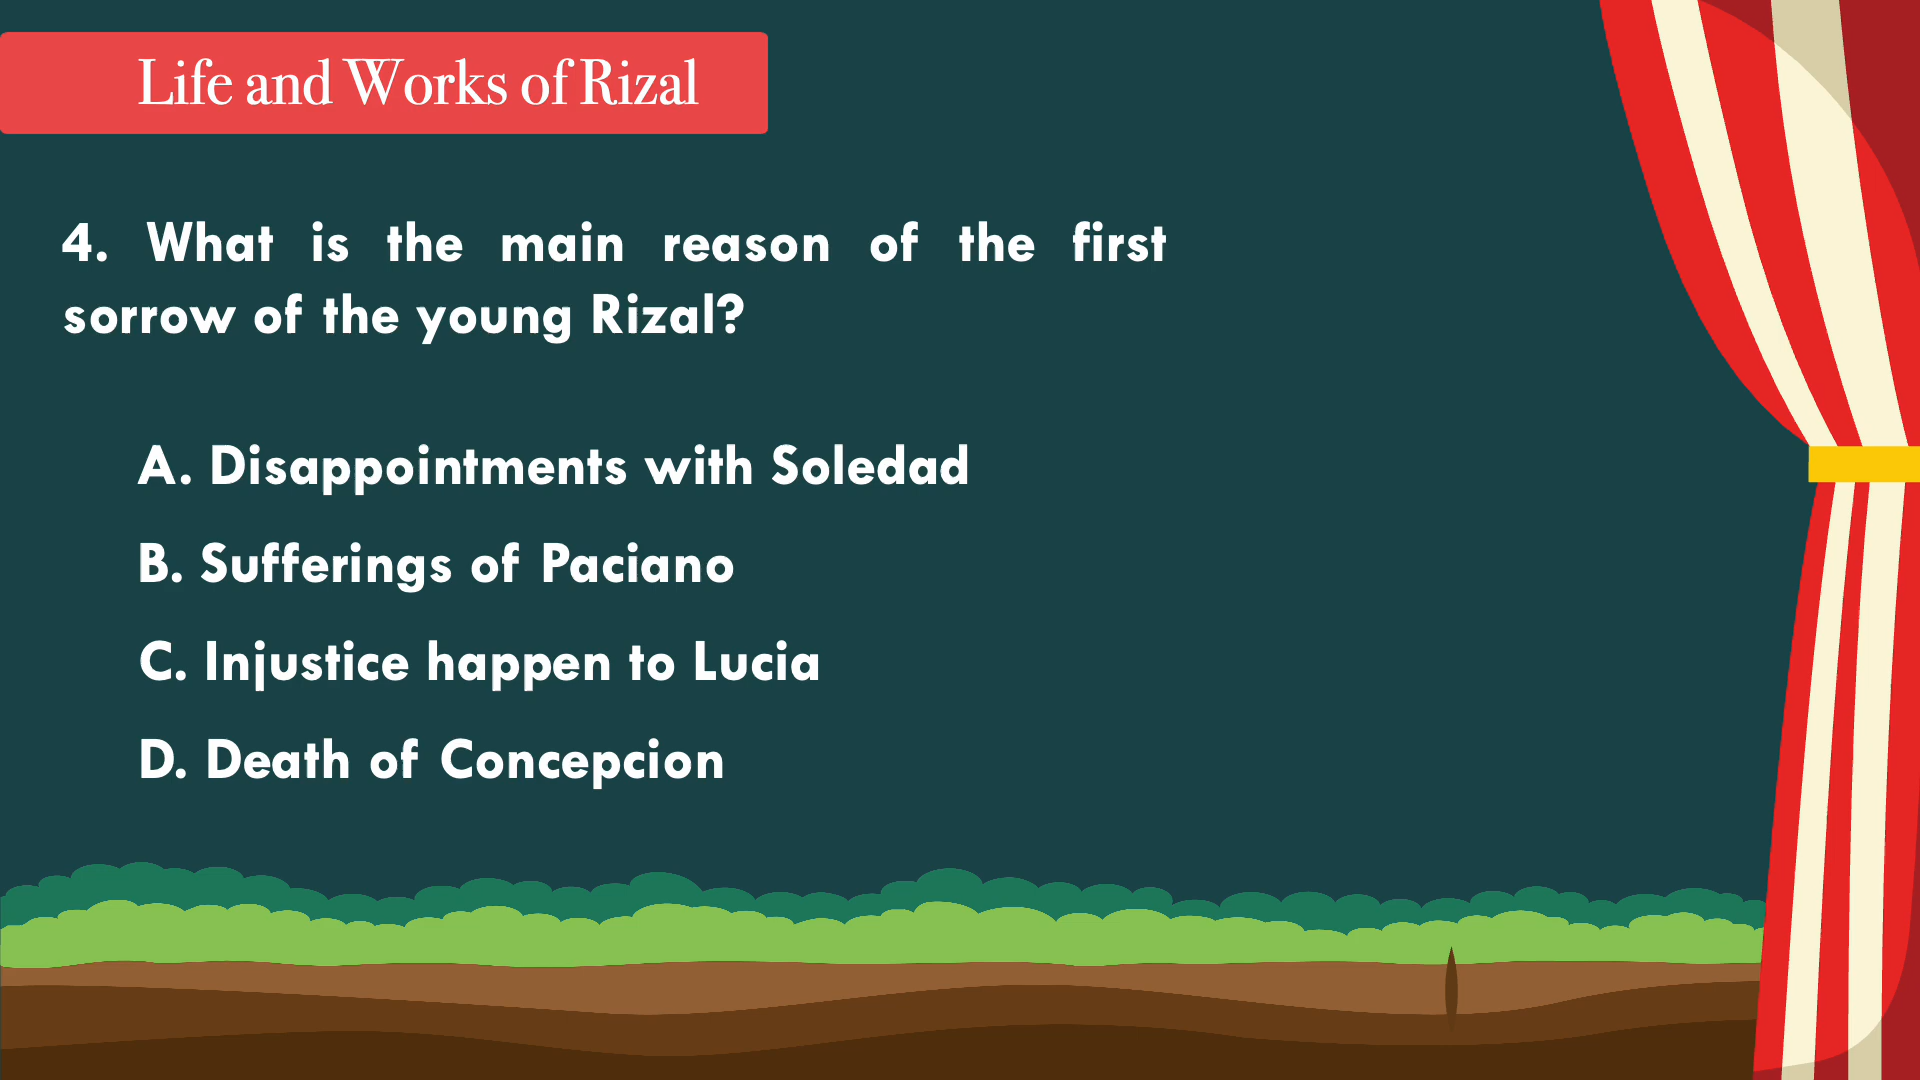 Life and Works of Rizal
4. What is the main reason of the first
sorrow of the young Rizal?
A. Disappointments with Soledad
B. Sufferings of Paciano
C. Injustice happen to Lucia
D. Death of Concepcion